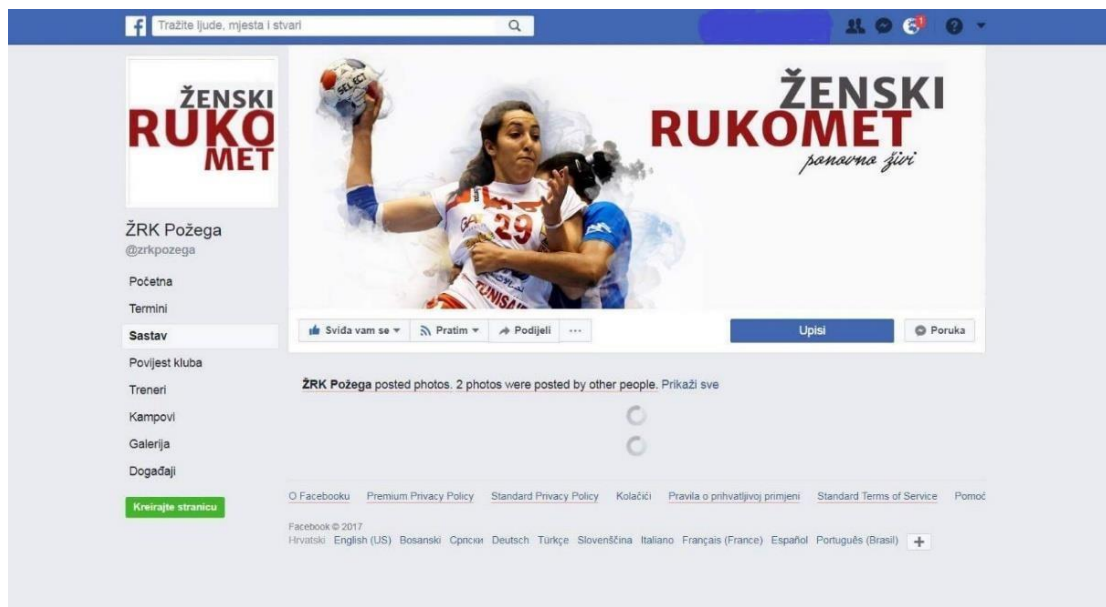 Tražite ljude, mjesta i stvari
1
ŽENSKI
RUKO
MET
ŽRK Požega
@zrkpozega
Početna
Termini
Sastav
Povijest kluba
Treneri
Kampovi
Galerija
Događaji
Kreirajte stranicu
SELECT
29
TUNISAIR
ŽENSKI
RUKOMET
ponovno živi
Sviđa vam se Pratim Podijeli ...
Upisi Poruka
ŽRK Požega posted photos. 2 photos were posted by other people. Prikaži sve
O Facebooku Premium Privacy Policy Standard Privacy Policy Kolačići Pravila o prihvatljivoj primjeni Standard Terms of Service Pomoć
Facebook © 2017
Hrvatski English (US) Bosanski Српски Deutsch Türkçe Slovenščina Italiano Français (France) Español Português (Brasil) +